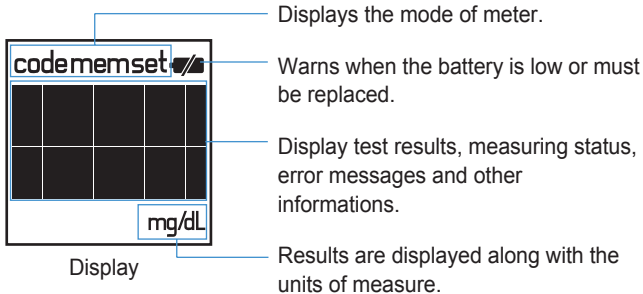 Displays the mode of meter.
code mem set
Warns when the battery is low or must
be replaced.
Display test results, measuring status,
error messages and other
informations.
mg/dL
Results are displayed along with the
units of measure.
Display